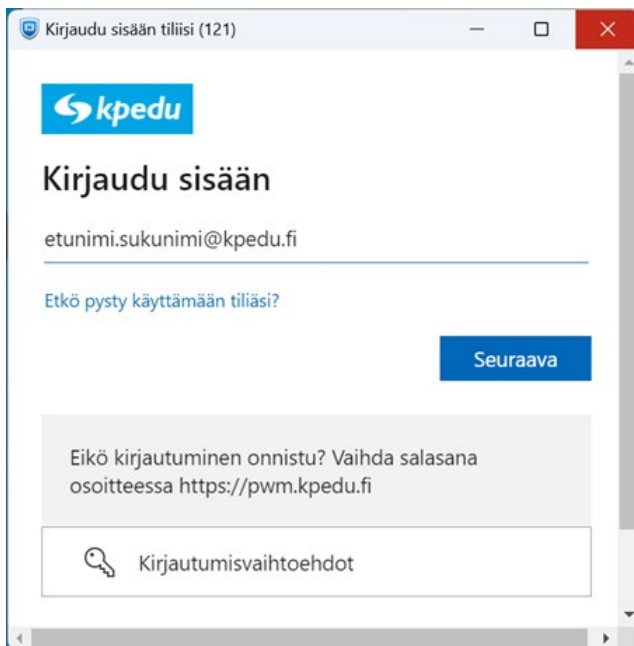 Kirjaudu sisään tiliisi (121)
kpedu
Kirjaudu sisään
etunimi.sukunimi@kpedu.fi
Etkö pysty käyttämään tiliäsi?
Seuraava
Eikö kirjautuminen onnistu? Vaihda salasana
osoitteessa https://pwm.kpedu.fi
Kirjautumisvaihtoehdot